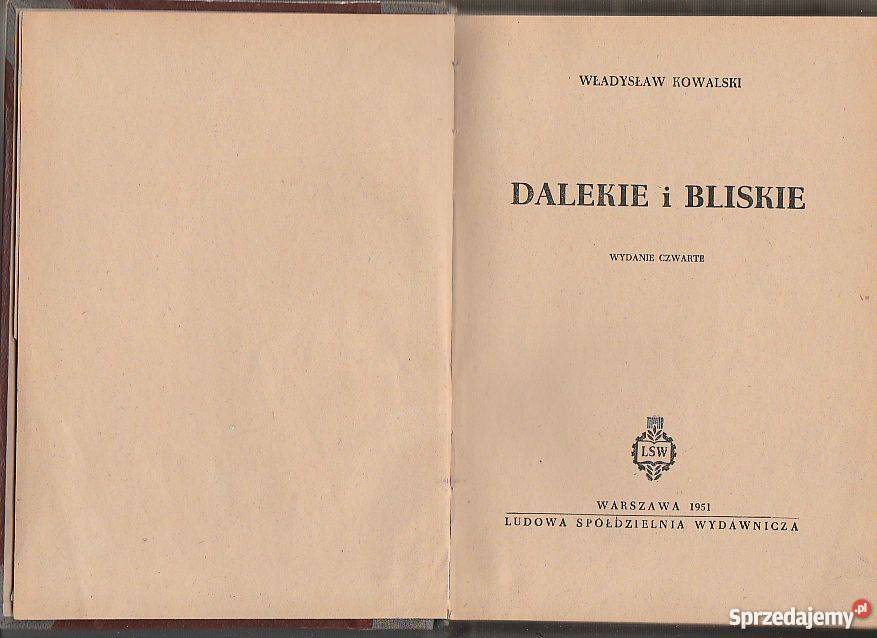 WŁADYSŁAW KOWALSKI
DALEKIE i BLISKIE
WYDANIE CZWARTE
LSW
WARSZAWA 1951
LUDOWA SPÓŁDZIELNIA WYDAWNICZA
Sprzedajemy.pl